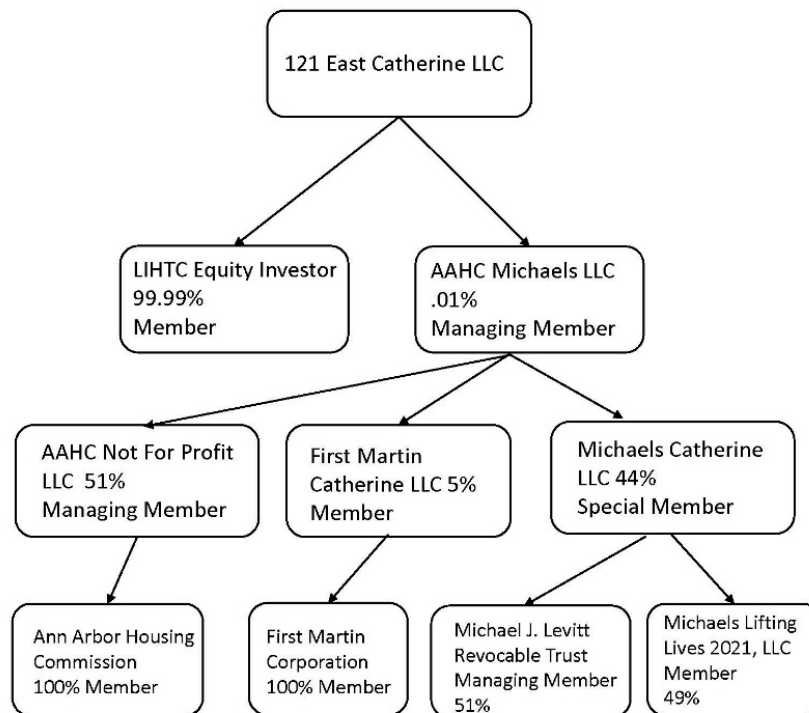 121 East Catherine LLC
LIHTC Equity Investor
99.99%
Member
AAHC Michaels LLC
.01%
Managing Member
AAHC Not For Profit
LLC 51%
Managing Member
First Martin
Catherine LLC 5%
Member
Michaels Catherine
LLC 44%
Special Member
Ann Arbor Housing
Commission
100% Member
First Martin
Corporation
100% Member
Michael J. Levitt
Revocable Trust
Managing Member
51%
Michaels Lifting
Lives 2021, LLC
Member
49%